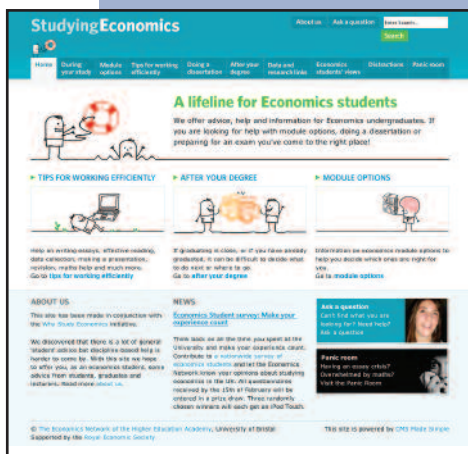 StudyingEconomics
About us Ask a question Enter Search...
Search
Home During your study Module options Tips for working efficiently Doing a dissertation After your degree Data and research links Economics students' views Distractions Panic room
A lifeline for Economics students
We offer advice, help and information for Economics undergraduates. If
you are looking for help with module options, doing a dissertation or
preparing for an exam you've come to the right place!
TIPS FOR WORKING EFFICIENTLY
Help on writing essays, effective reading,
data collection, making a presentation,
revision, maths help and much more.
Go to tips for working efficiently
AFTER YOUR DEGREE
If graduating is close, or if you have already
graduated, it can be difficult to decide what
to do next or where to go.
Go to after your degree
MODULE OPTIONS
Information on economics module options to
help you decide which ones are right for
you.
Go to module options
ABOUT US
This site has been made in conjunction with
the Why Study Economics initiative.
We discovered that there is a lot of general
student advice but discipline-based help is
harder to come by. With this site we hope
to offer you, as an economics student, some
advice from students, graduates and
lecturers. Read more about us.
NEWS
Economics Student survey: Make your
experience count
Think back on all the time you spent at the
University and make your experience count.
Contribute to a nationwide survey of
economics students and let the Economics
Network know your opinions about studying
economics in the UK. All questionnaires
received by the 15th of February will be
entered in a prize draw. Three randomly
chosen winners will each get an iPod Touch.
Ask a question
Can't find what you are
looking for? Need help?
Ask a question
Panic room
Having an essay crisis?
Overwhelmed by maths?
Visit the Panic Room
© The Economics Network of the Higher Education Academy, University of Bristol
Supported by the Royal Economic Society
This site is powered by CMS Made Simple